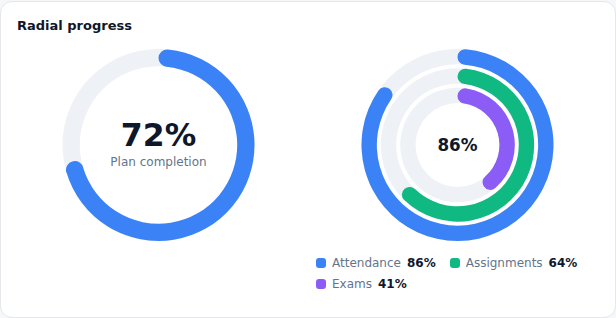 Radial progress
72%
Plan completion
86%
Attendance 86% Assignments 64%
Exams 41%